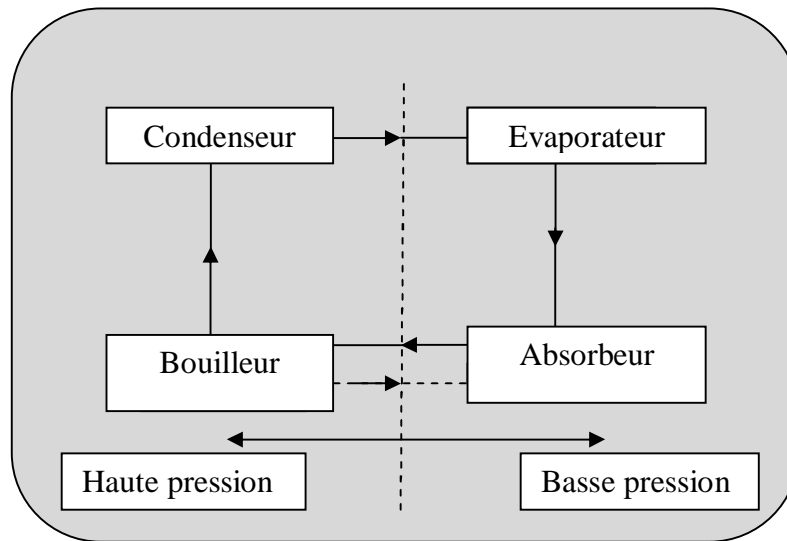 Condenseur
Evaporateur
Bouilleur
Absorbeur
Haute pression
Basse pression